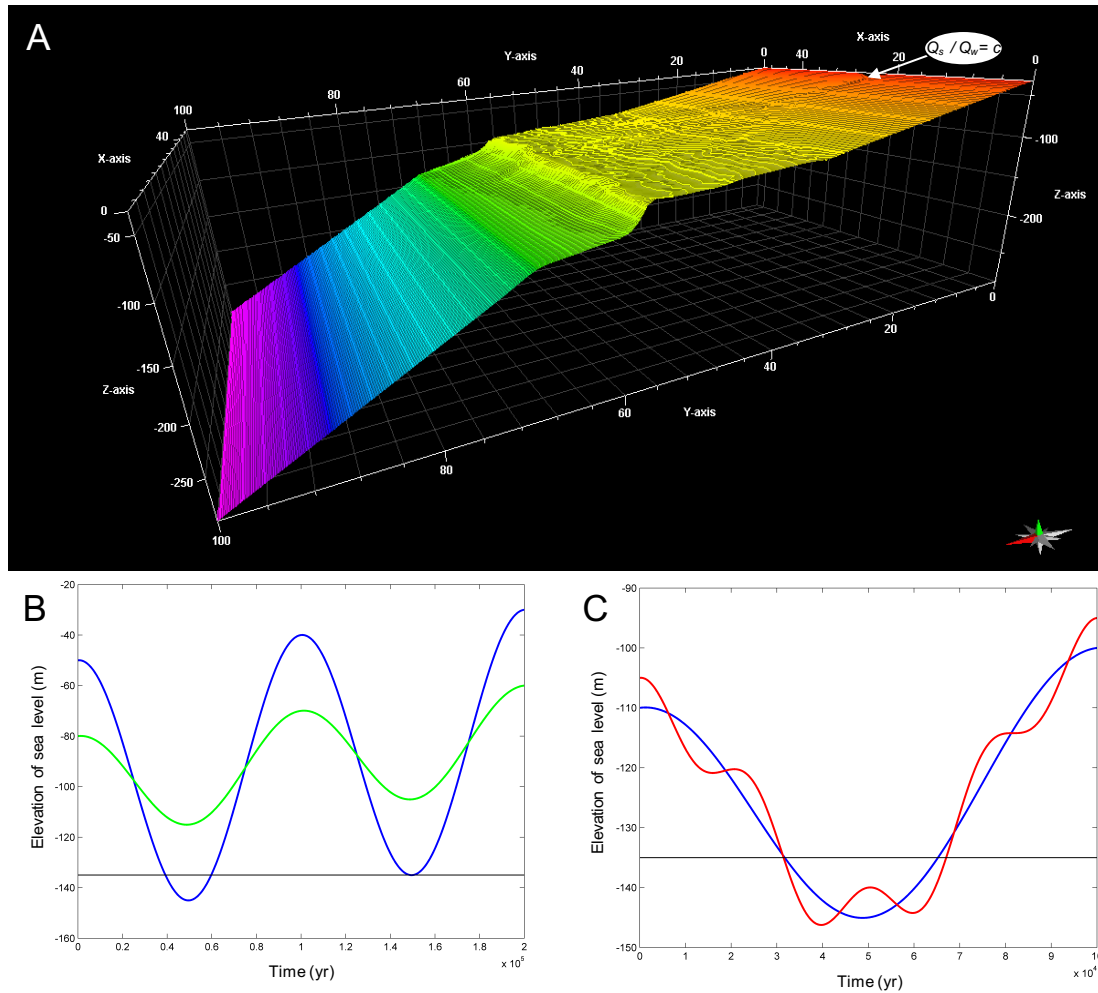 A
X-axis
Q_s / Q_w = c
Y-axis
0
40
20
0
20
40
60
80
100
40
X-axis
0
-50
-100
-150
-200
-250
Z-axis
100
80
60
40
20
0
Y-axis
-100
-200
Z-axis
B
-20
-40
-60
-80
-100
-120
-140
-160
Elevation of sea level (m)
0 0.2 0.4 0.6 0.8 1 1.2 1.4 1.6 1.8 2
x 10^5
Time (yr)
C
-90
-100
-110
-120
-130
-140
-150
Elevation of sea level (m)
0 1 2 3 4 5 6 7 8 9 10
x 10^4
Time (yr)